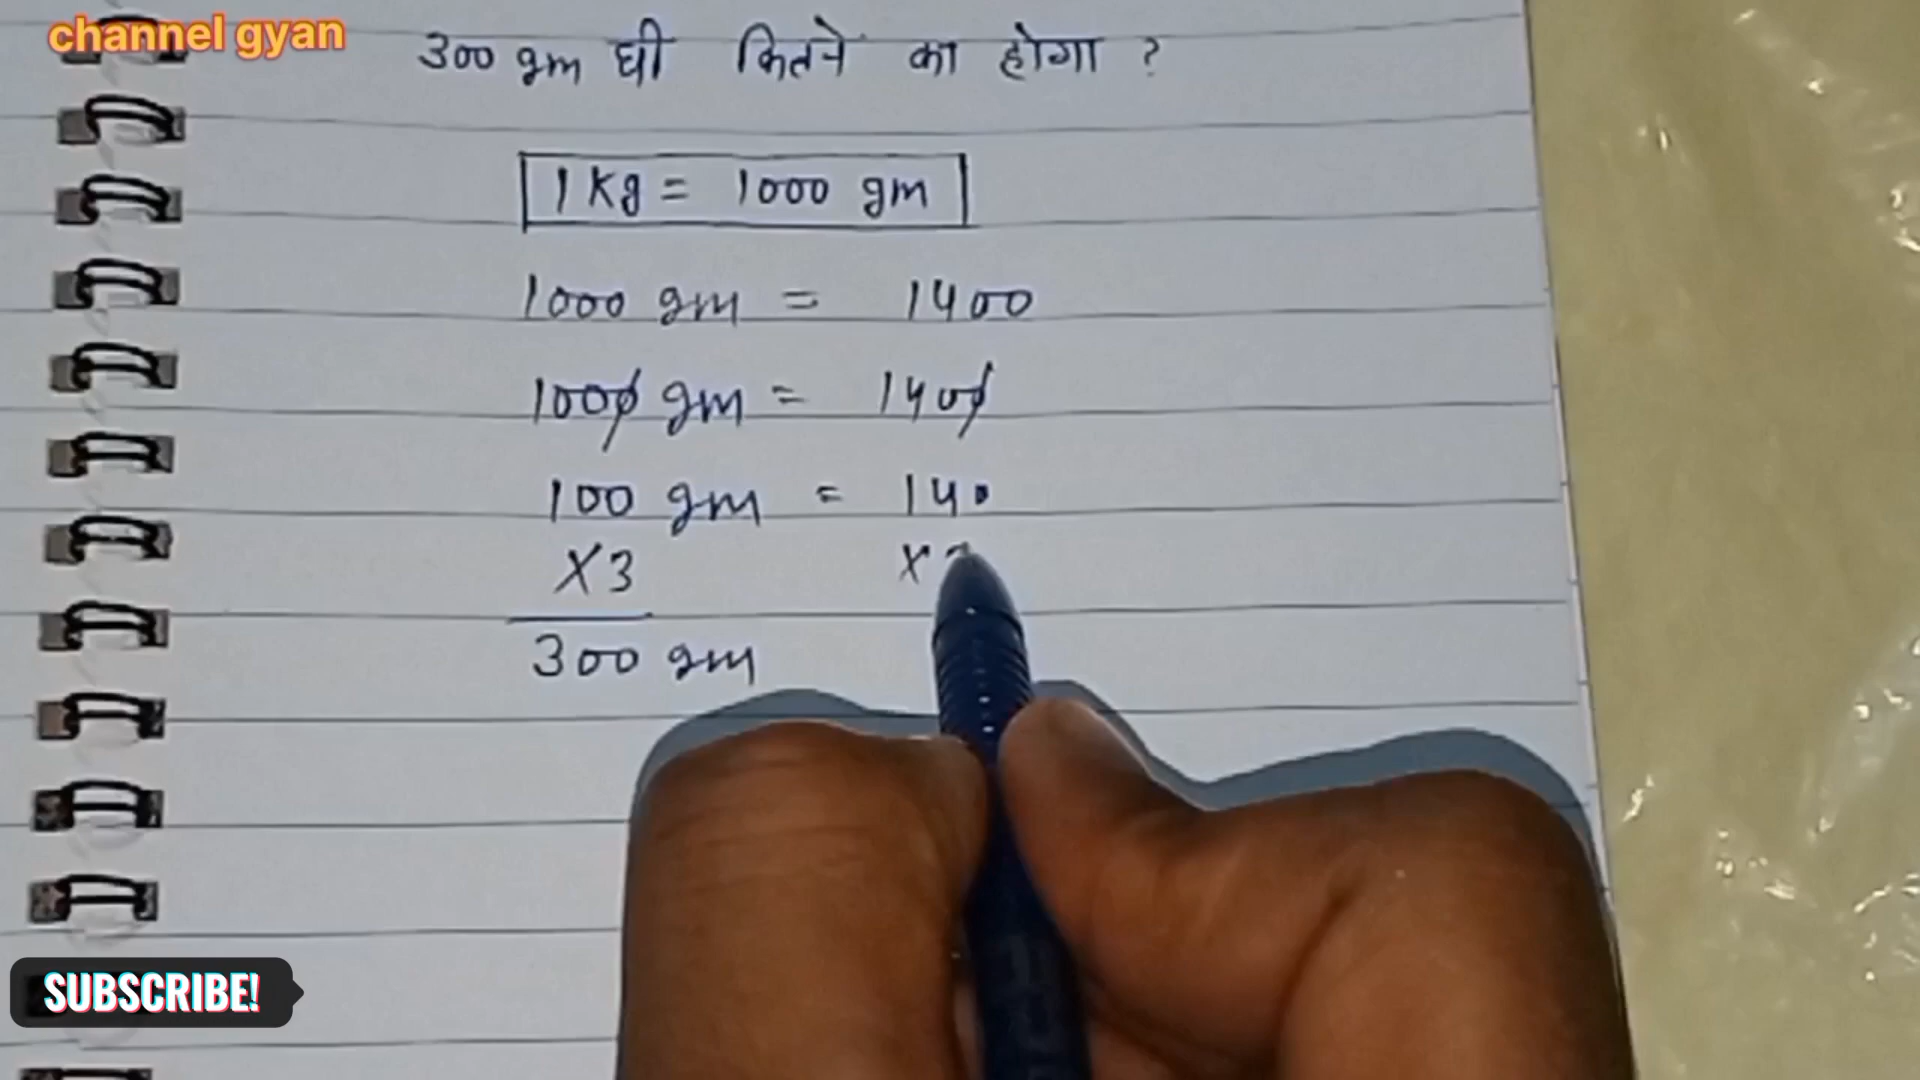 channel gyan
300 gm घी कितने का होगा ?
1 Kg = 1000 gm
1000 gm = 1400
1000 gm = 1400
100 gm = 140
X3 X
300 gm
SUBSCRIBE!